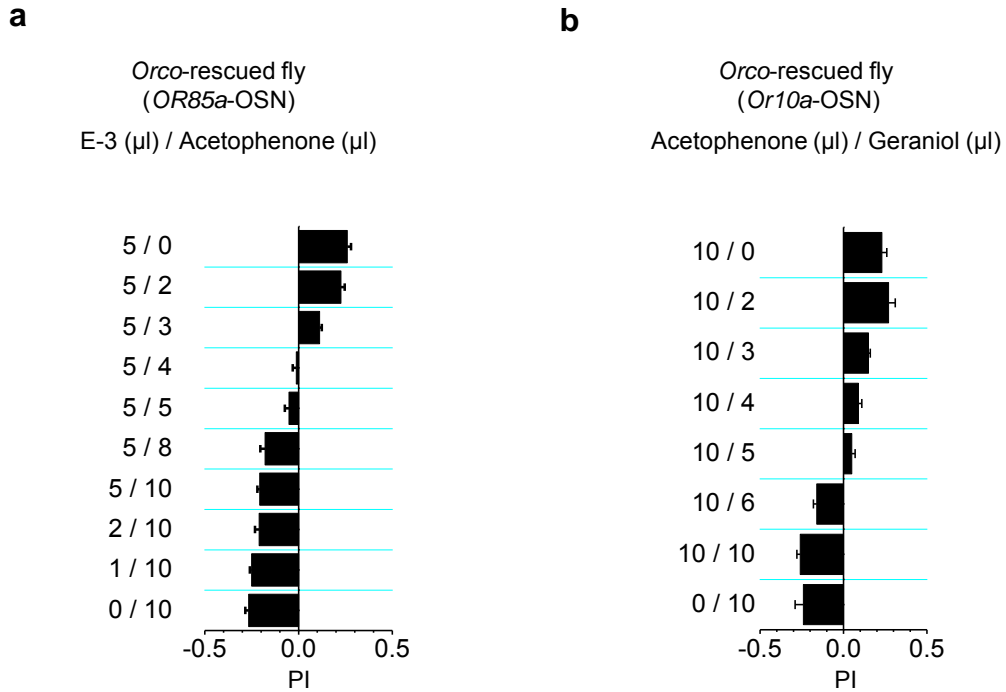 a
Orco-rescued fly
(OR85a-OSN)
E-3 (µl) / Acetophenone (µl)
5 / 0
5 / 2
5 / 3
5 / 4
5 / 5
5 / 8
5 / 10
2 / 10
1 / 10
0 / 10
-0.5 0.0 0.5
PI
b
Orco-rescued fly
(Or10a-OSN)
Acetophenone (µl) / Geraniol (µl)
10 / 0
10 / 2
10 / 3
10 / 4
10 / 5
10 / 6
10 / 10
0 / 10
-0.5 0.0 0.5
PI